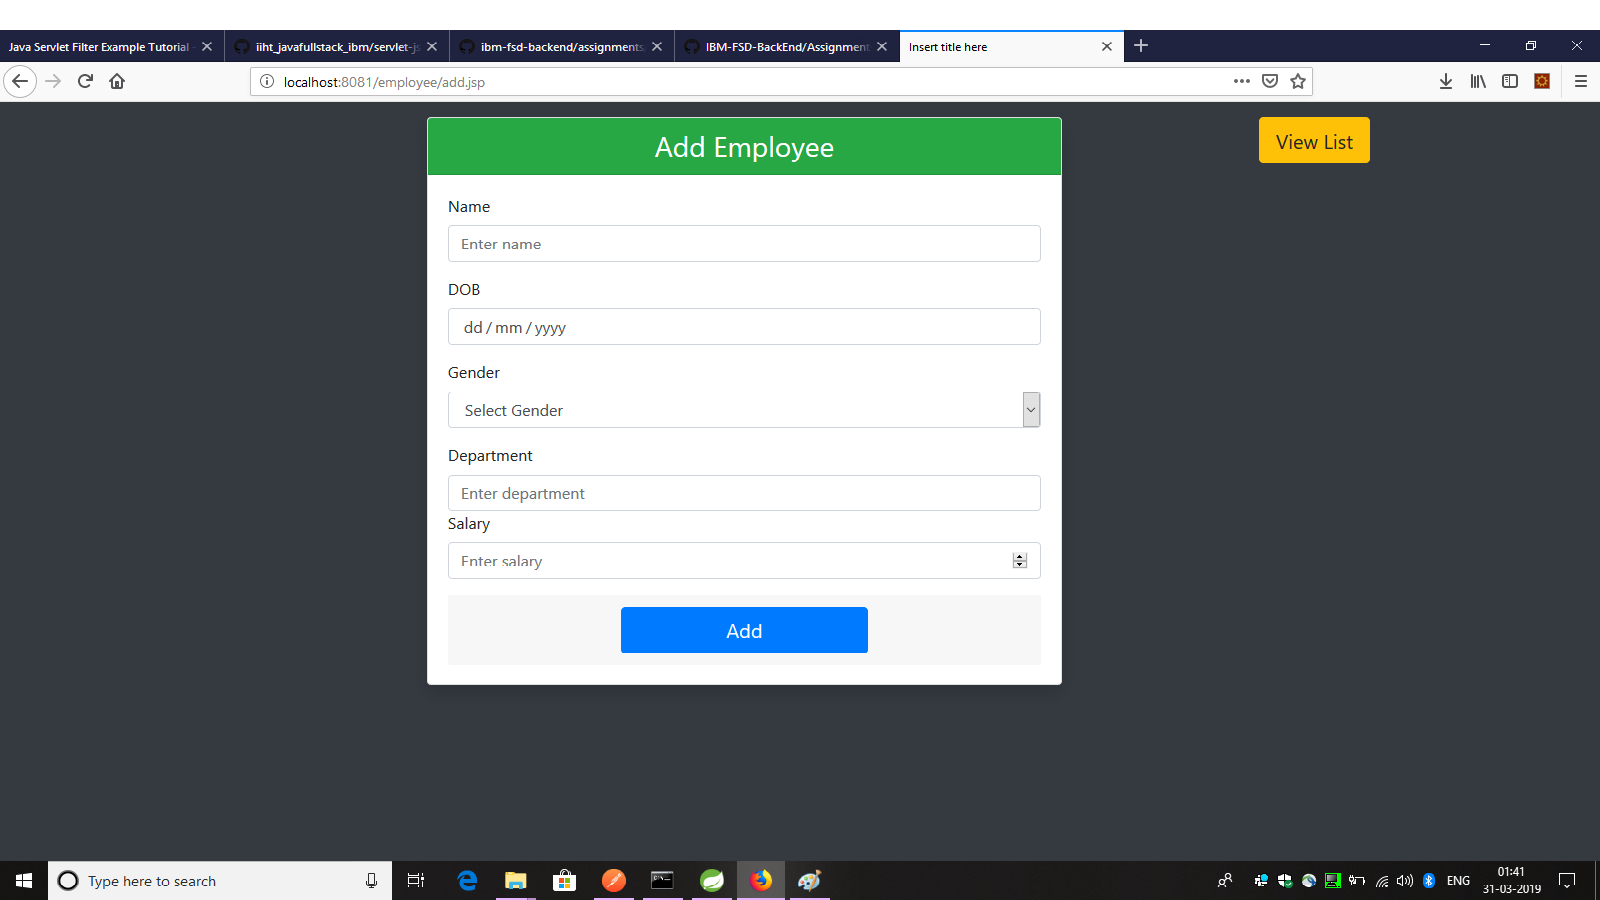 Java Servlet Filter Example Tutorial
iiht_javafullstack_ibm/servlet-js
ibm-fsd-backend/assignments
IBM-FSD-BackEnd/Assignment
Insert title here
localhost:8081/employee/add.jsp
Add Employee
View List
Name
Enter name
DOB
dd / mm / yyyy
Gender
Select Gender
Department
Enter department
Salary
Enter salary
Add
Type here to search
ENG
01:41
31-03-2019